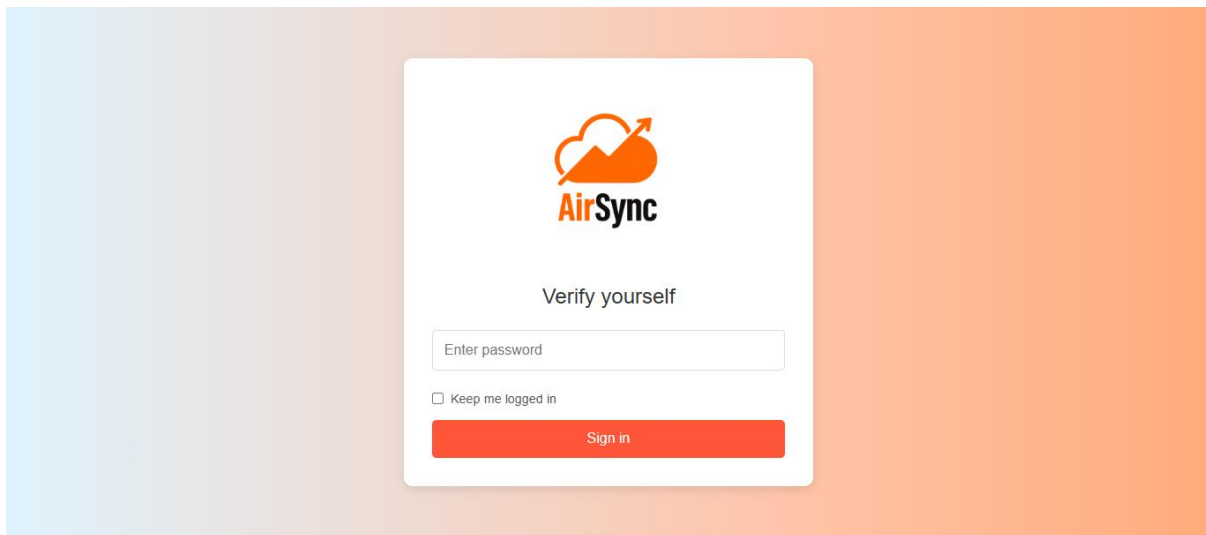 AirSync
Verify yourself
Enter password
Keep me logged in
Sign in